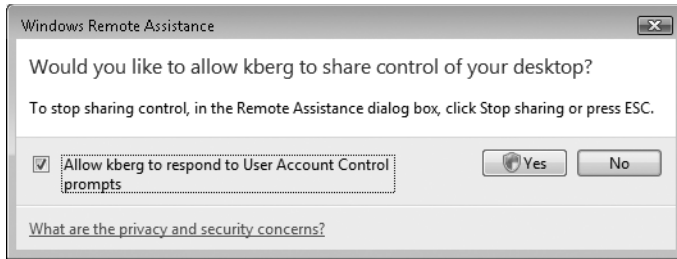 Windows Remote Assistance
Would you like to allow kberg to share control of your desktop?
To stop sharing control, in the Remote Assistance dialog box, click Stop sharing or press ESC.
Allow kberg to respond to User Account Control
prompts
Yes
No
What are the privacy and security concerns?